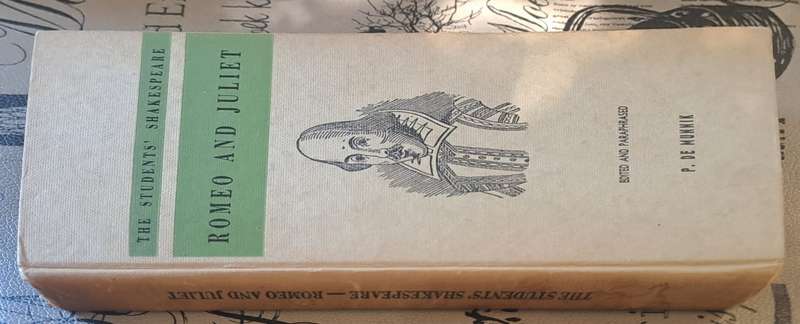 THE STUDENTS' SHAKESPEARE
ROMEO AND JULIET
EDITED AND PARAPHRASED
P. DE MUNNIK
THE STUDENTS' SHAKESPEARE — ROMEO AND JULIET